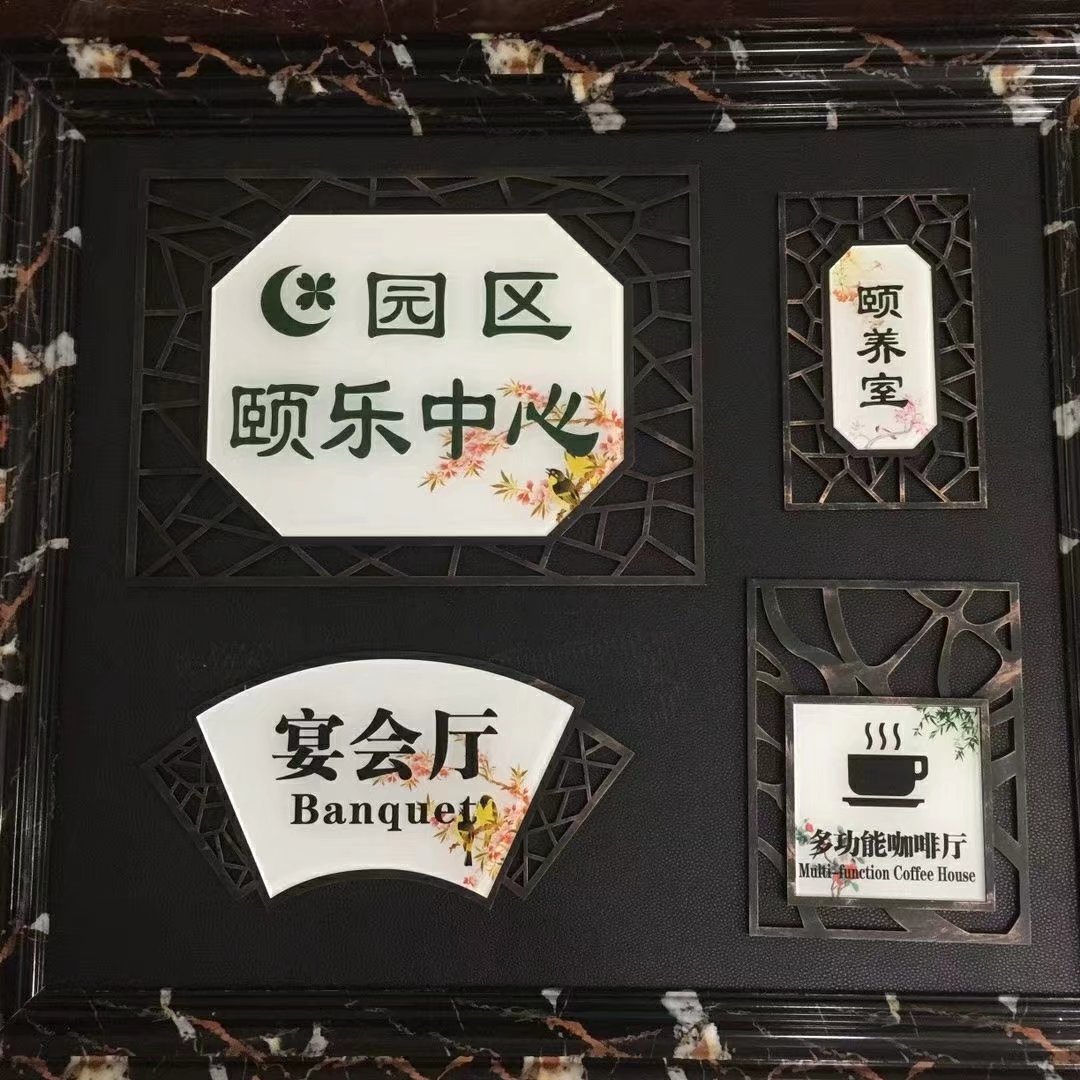 园区
颐乐中心
颐养室
宴会厅
Banquet
多功能咖啡厅
Multi-function Coffee House